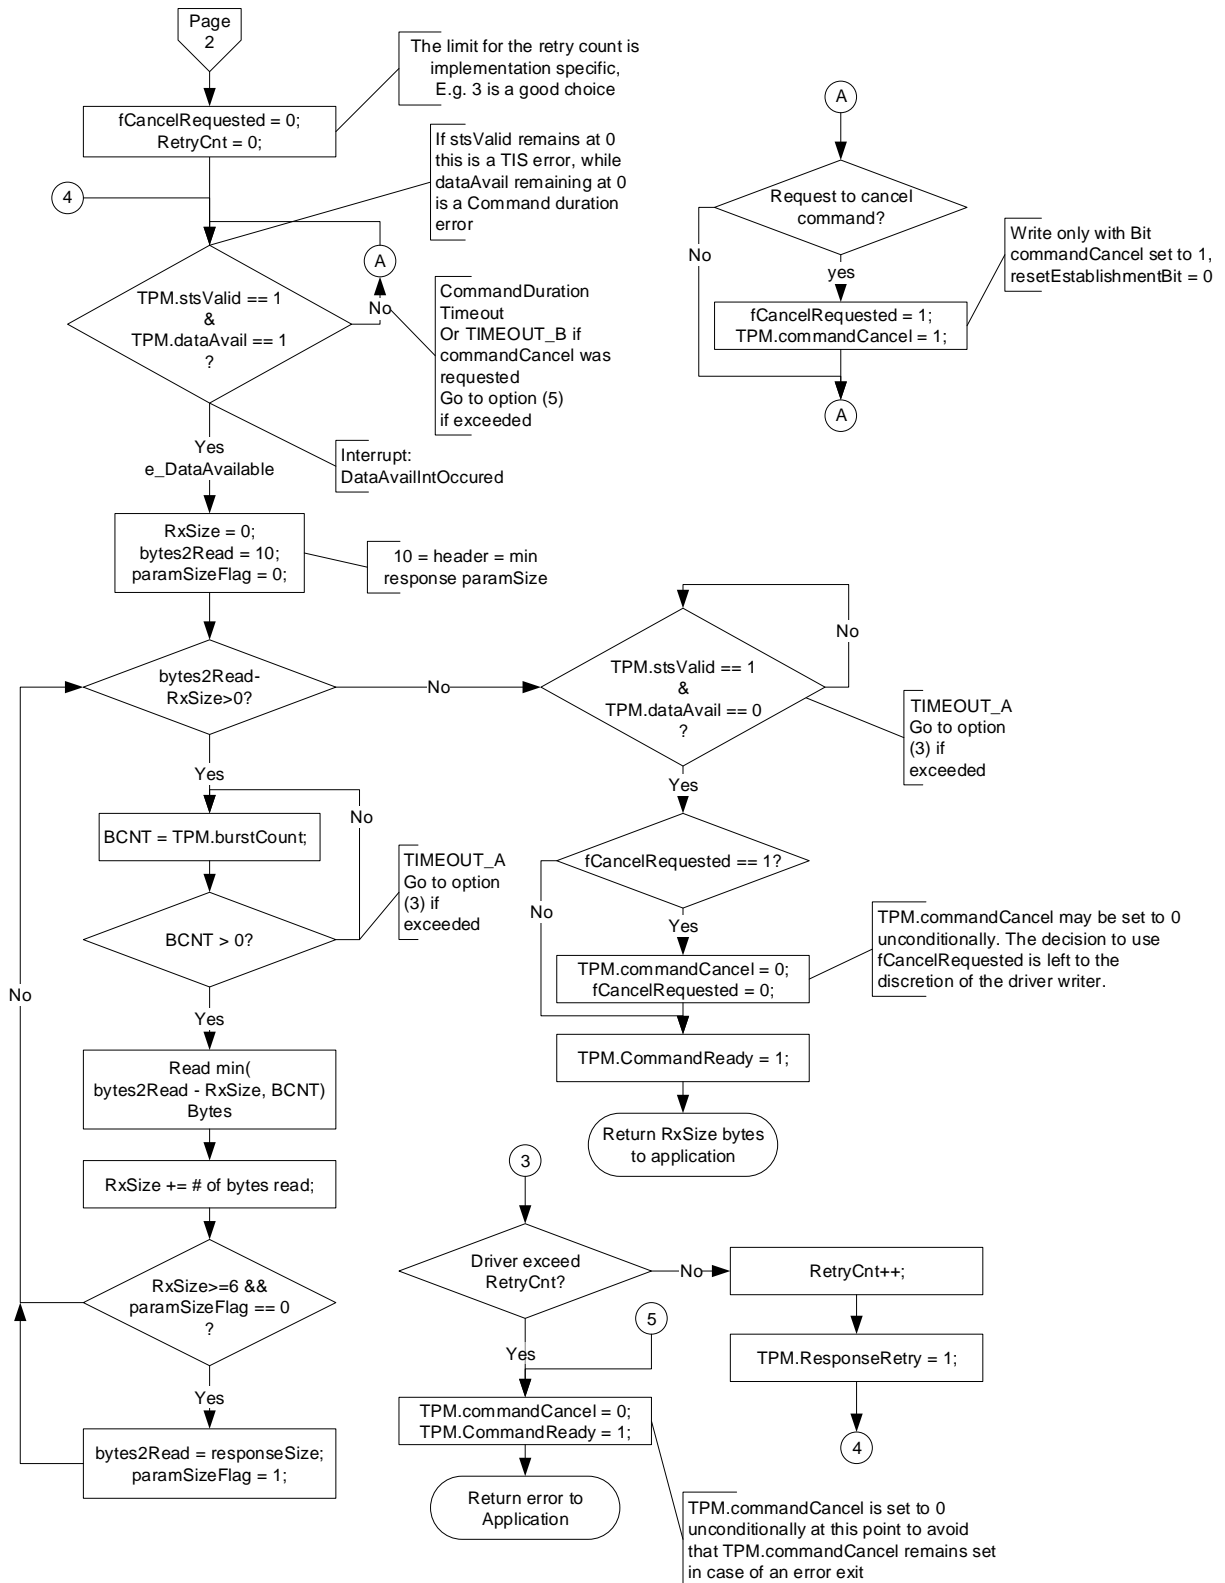 Page
2
The limit for the retry count is
implementation specific,
E.g. 3 is a good choice
fCancelRequested = 0;
RetryCnt = 0;
If stsValid remains at 0
this is a TIS error, while
dataAvail remaining at 0
is a Command duration
error
4
A
TPM.stsValid == 1
&
TPM.dataAvail == 1
?
No
CommandDuration
Timeout
Or TIMEOUT_B if
commandCancel was
requested
Go to option (5)
if exceeded
Yes
e_DataAvailable
Interrupt:
DataAvailIntOccured
A
Request to cancel
command?
No
yes
Write only with Bit
commandCancel set to 1,
resetEstablishmentBit = 0
fCancelRequested = 1;
TPM.commandCancel = 1;
A
RxSize = 0;
bytes2Read = 10;
paramSizeFlag = 0;
10 = header = min
response paramSize
bytes2Read-
RxSize>0?
No
Yes
BCNT = TPM.burstCount;
No
BCNT > 0?
TIMEOUT_A
Go to option
(3) if
exceeded
Yes
No
Read min(
bytes2Read - RxSize, BCNT)
Bytes
RxSize += # of bytes read;
RxSize>=6 &&
paramSizeFlag == 0
?
Yes
bytes2Read = responseSize;
paramSizeFlag = 1;
TPM.stsValid == 1
&
TPM.dataAvail == 0
?
No
TIMEOUT_A
Go to option
(3) if
exceeded
Yes
fCancelRequested == 1?
No
Yes
TPM.commandCancel = 0;
fCancelRequested = 0;
TPM.commandCancel may be set to 0
unconditionally. The decision to use
fCancelRequested is left to the
discretion of the driver writer.
TPM.CommandReady = 1;
Return RxSize bytes
to application
3
Driver exceed
RetryCnt?
No
RetryCnt++;
TPM.ResponseRetry = 1;
4
5
Yes
TPM.commandCancel = 0;
TPM.CommandReady = 1;
Return error to
Application
TPM.commandCancel is set to 0
unconditionally at this point to avoid
that TPM.commandCancel remains set
in case of an error exit